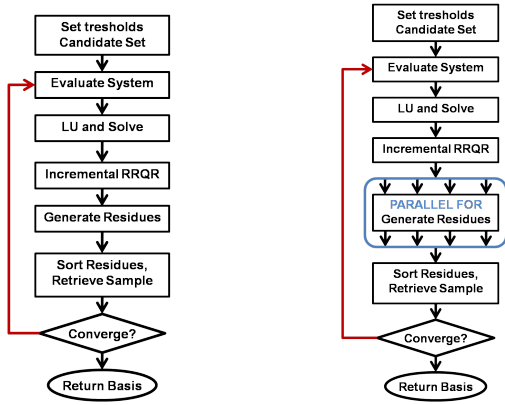 Set tresholds
Candidate Set
Evaluate System
LU and Solve
Incremental RRQR
Generate Residues
Sort Residues,
Retrieve Sample
Converge?
Return Basis
Set tresholds
Candidate Set
Evaluate System
LU and Solve
Incremental RRQR
PARALLEL FOR
Generate Residues
Sort Residues,
Retrieve Sample
Converge?
Return Basis